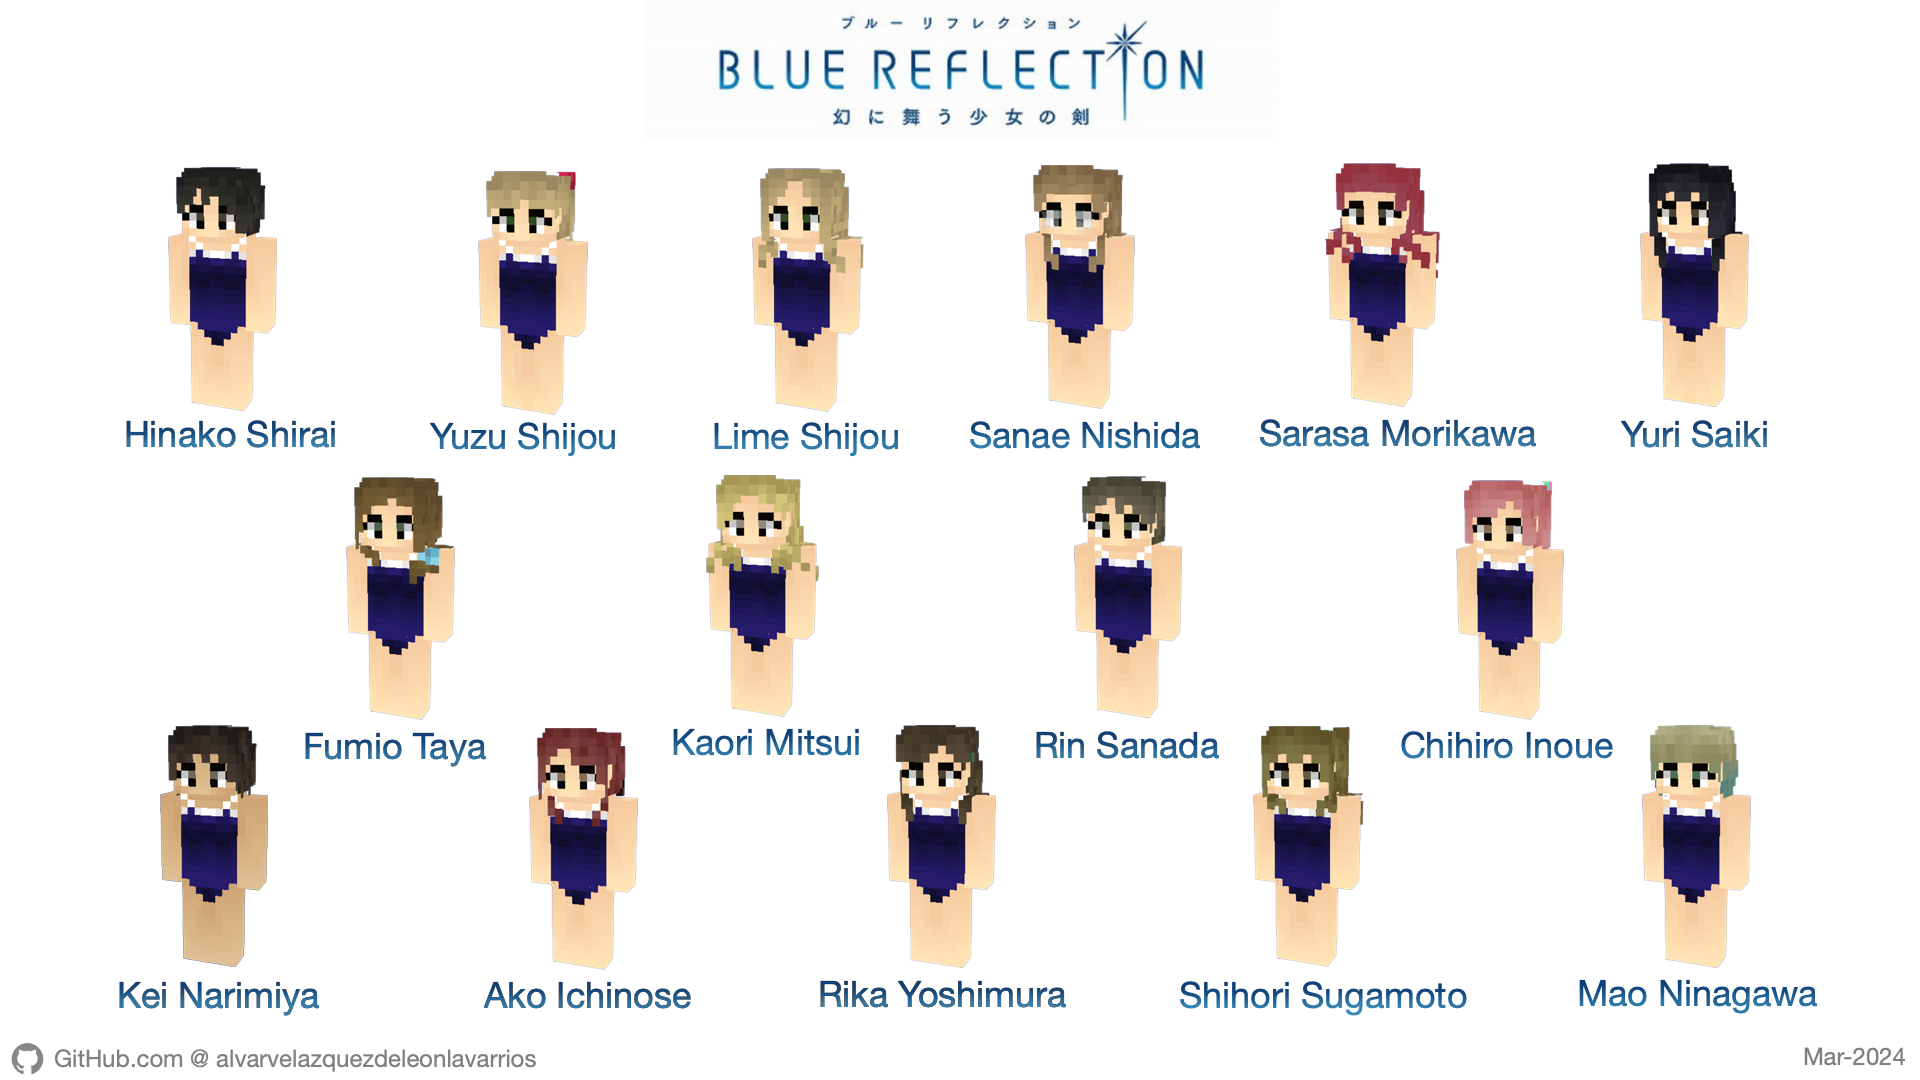 ブルーリフレクション
BLUE REFLECTION
幻に舞う少女の剣
Hinako Shirai
Yuzu Shijou
Lime Shijou
Sanae Nishida
Sarasa Morikawa
Yuri Saiki
Fumio Taya
Kaori Mitsui
Rin Sanada
Chihiro Inoue
Kei Narimiya
Ako Ichinose
Rika Yoshimura
Shihori Sugamoto
Mao Ninagawa
GitHub.com @ alvarvelazquezdeleonlavarrios
Mar-2024